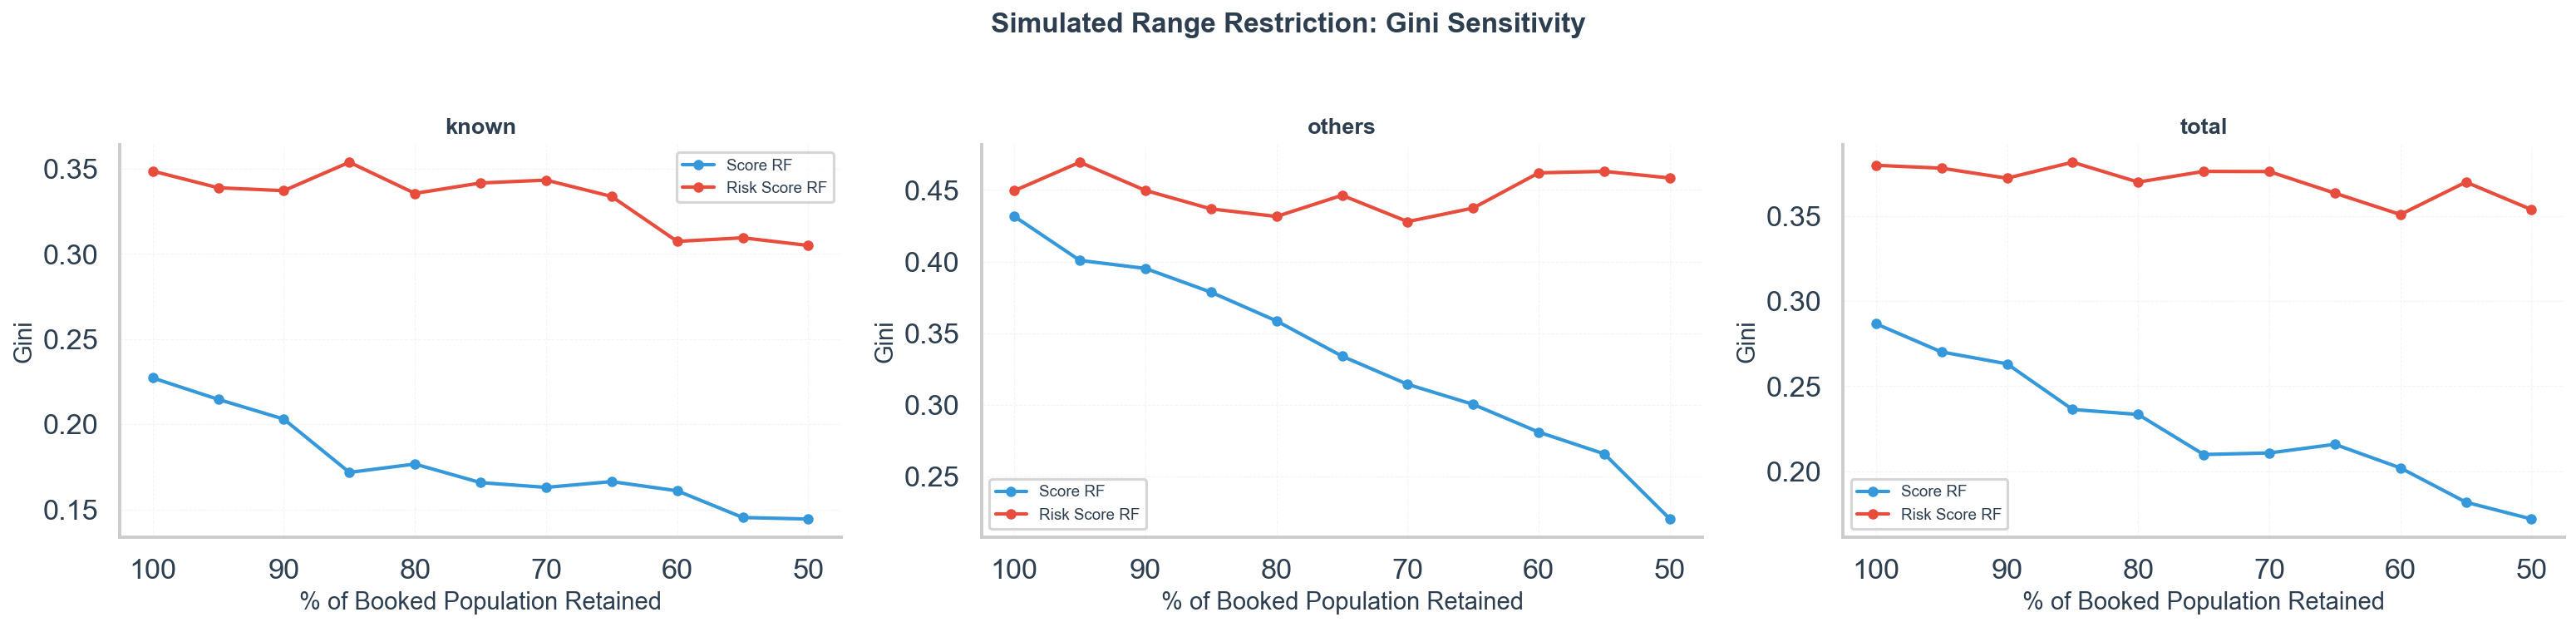 Simulated Range Restriction: Gini Sensitivity
known
Gini
0.35
0.30
0.25
0.20
0.15
Score RF
Risk Score RF
100 90 80 70 60 50
% of Booked Population Retained
others
Gini
0.45
0.40
0.35
0.30
0.25
Score RF
Risk Score RF
100 90 80 70 60 50
% of Booked Population Retained
total
Gini
0.35
0.30
0.25
0.20
Score RF
Risk Score RF
100 90 80 70 60 50
% of Booked Population Retained